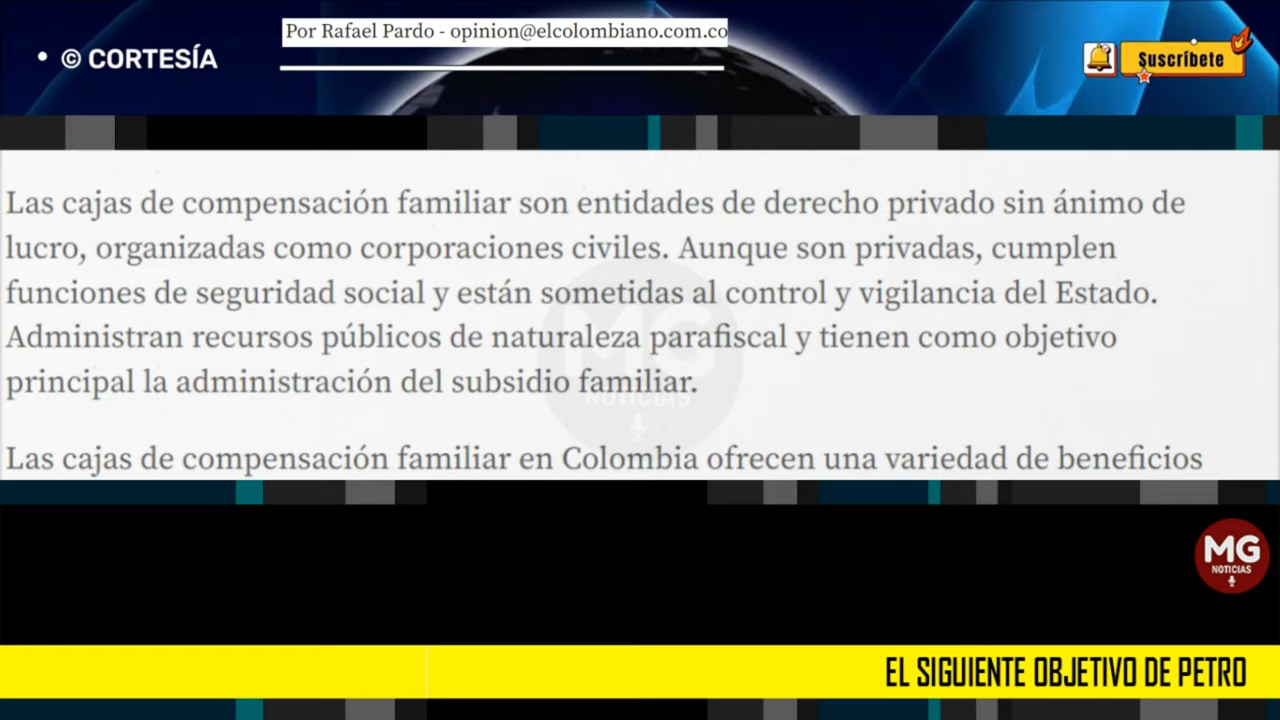 Por Rafael Pardo - opinion@elcolombiano.com.co
• © CORTESÍA
Suscríbete
Las cajas de compensación familiar son entidades de derecho privado sin ánimo de
lucro, organizadas como corporaciones civiles. Aunque son privadas, cumplen
funciones de seguridad social y están sometidas al control y vigilancia del Estado.
Administran recursos públicos de naturaleza parafiscal y tienen como objetivo
principal la administración del subsidio familiar.
Las cajas de compensación familiar en Colombia ofrecen una variedad de beneficios
MG
NOTICIAS
MG
NOTICIAS
EL SIGUIENTE OBJETIVO DE PETRO